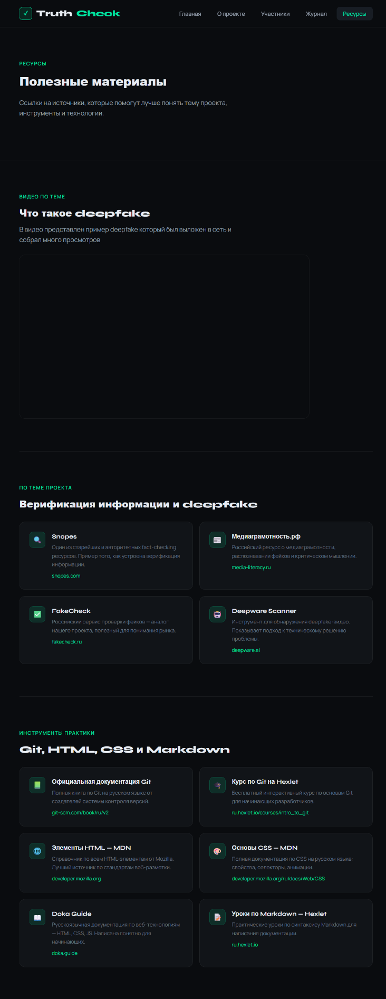 ✓ Truth Check
Главная О проекте Участники Журнал Ресурсы
РЕСУРСЫ
Полезные материалы
Ссылки на источники, которые помогут лучше понять тему проекта,
инструменты и технологии.
ВИДЕО ПО ТЕМЕ
Что такое deepfake
В видео представлен пример deepfake который был выложен в сеть и
собрал много просмотров
ПО ТЕМЕ ПРОЕКТА
Верификация информации и deepfake
Snopes
Один из старейших и авторитетных fact-checking
ресурсов. Пример того, как устроена верификация
информации.
snopes.com
Медиаграмотность.рф
Российский ресурс о медиаграмотности,
распознавании фейков и критическом мышлении.
media-literacy.ru
FakeCheck
Российский сервис проверки фейков — аналог
нашего проекта, полезный для понимания рынка.
fakecheck.ru
Deepware Scanner
Инструмент для обнаружения deepfake-видео.
Показывает подход к техническому решению
проблемы.
deepware.ai
ИНСТРУМЕНТЫ ПРАКТИКИ
Git, HTML, CSS и Markdown
Официальная документация Git
Полная книга по Git на русском языке от
создателей системы контроля версий.
git-scm.com/book/ru/v2
Курс по Git на Hexlet
Бесплатный интерактивный курс по основам Git
для начинающих разработчиков.
ru.hexlet.io/courses/intro_to_git
Элементы HTML — MDN
Справочник по всем HTML-элементам от Mozilla.
Лучший источник по стандартам веб-разметки.
developer.mozilla.org
Основы CSS — MDN
Полная документация по CSS на русском языке:
свойства, селекторы, анимации.
developer.mozilla.org/ru/docs/Web/CSS
Doka Guide
Русскоязычная документация по веб-технологиям
— HTML, CSS, JS. Написана понятно для
начинающих.
doka.guide
Уроки по Markdown — Hexlet
Практические уроки по синтаксису Markdown для
написания документации.
ru.hexlet.io